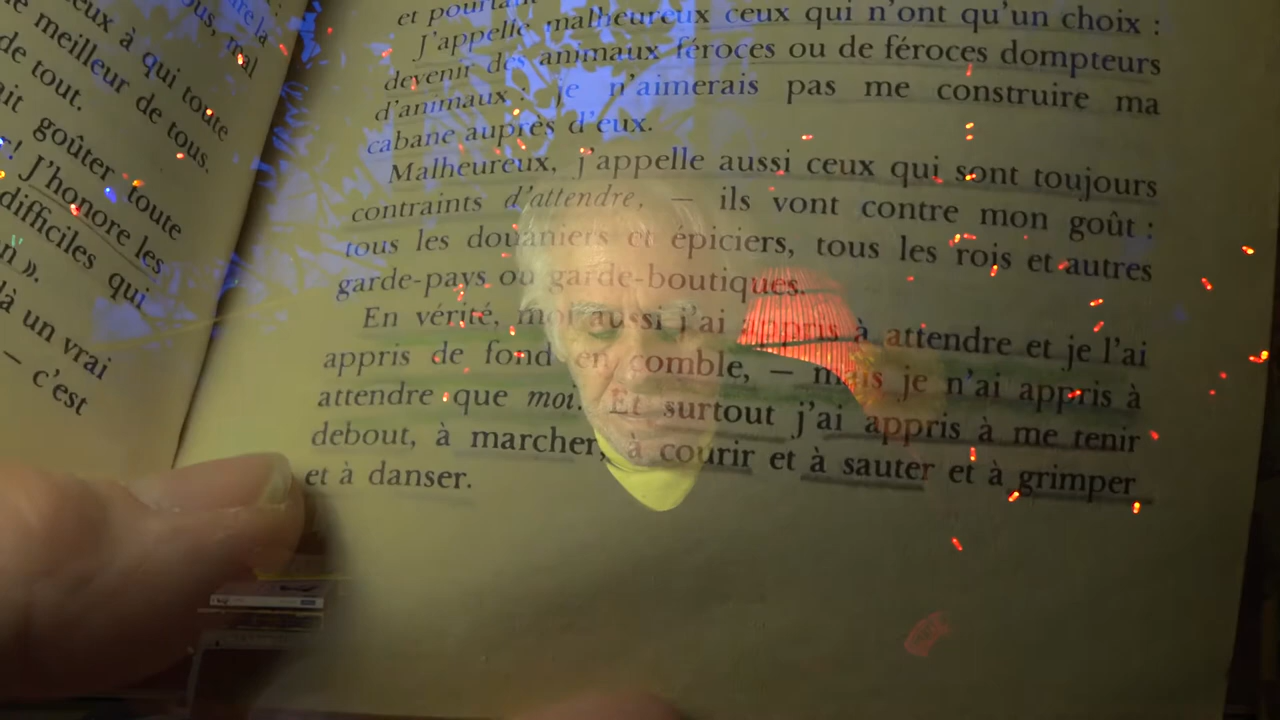 ous, mal
eux à qui toute
meilleur de tous.
de tout.
goûter toute
! J'honore les
difficiles qui
n ».
là un vrai
— c'est
et pourtant
J'appelle malheureux ceux qui n'ont qu'un choix :
devenir des animaux féroces ou de féroces dompteurs
d'animaux : je n'aimerais pas me construire ma
cabane auprès d'eux.
Malheureux, j'appelle aussi ceux qui sont toujours
contraints d'attendre, — ils vont contre mon goût :
tous les douaniers et épiciers, tous les rois et autres
garde-pays ou garde-boutiques.
En vérité, moi aussi j'ai appris à attendre et je l'ai
appris de fond en comble, — mais je n'ai appris à
attendre que moi. Et surtout j'ai appris à me tenir
debout, à marcher, à courir et à sauter et à grimper
et à danser.